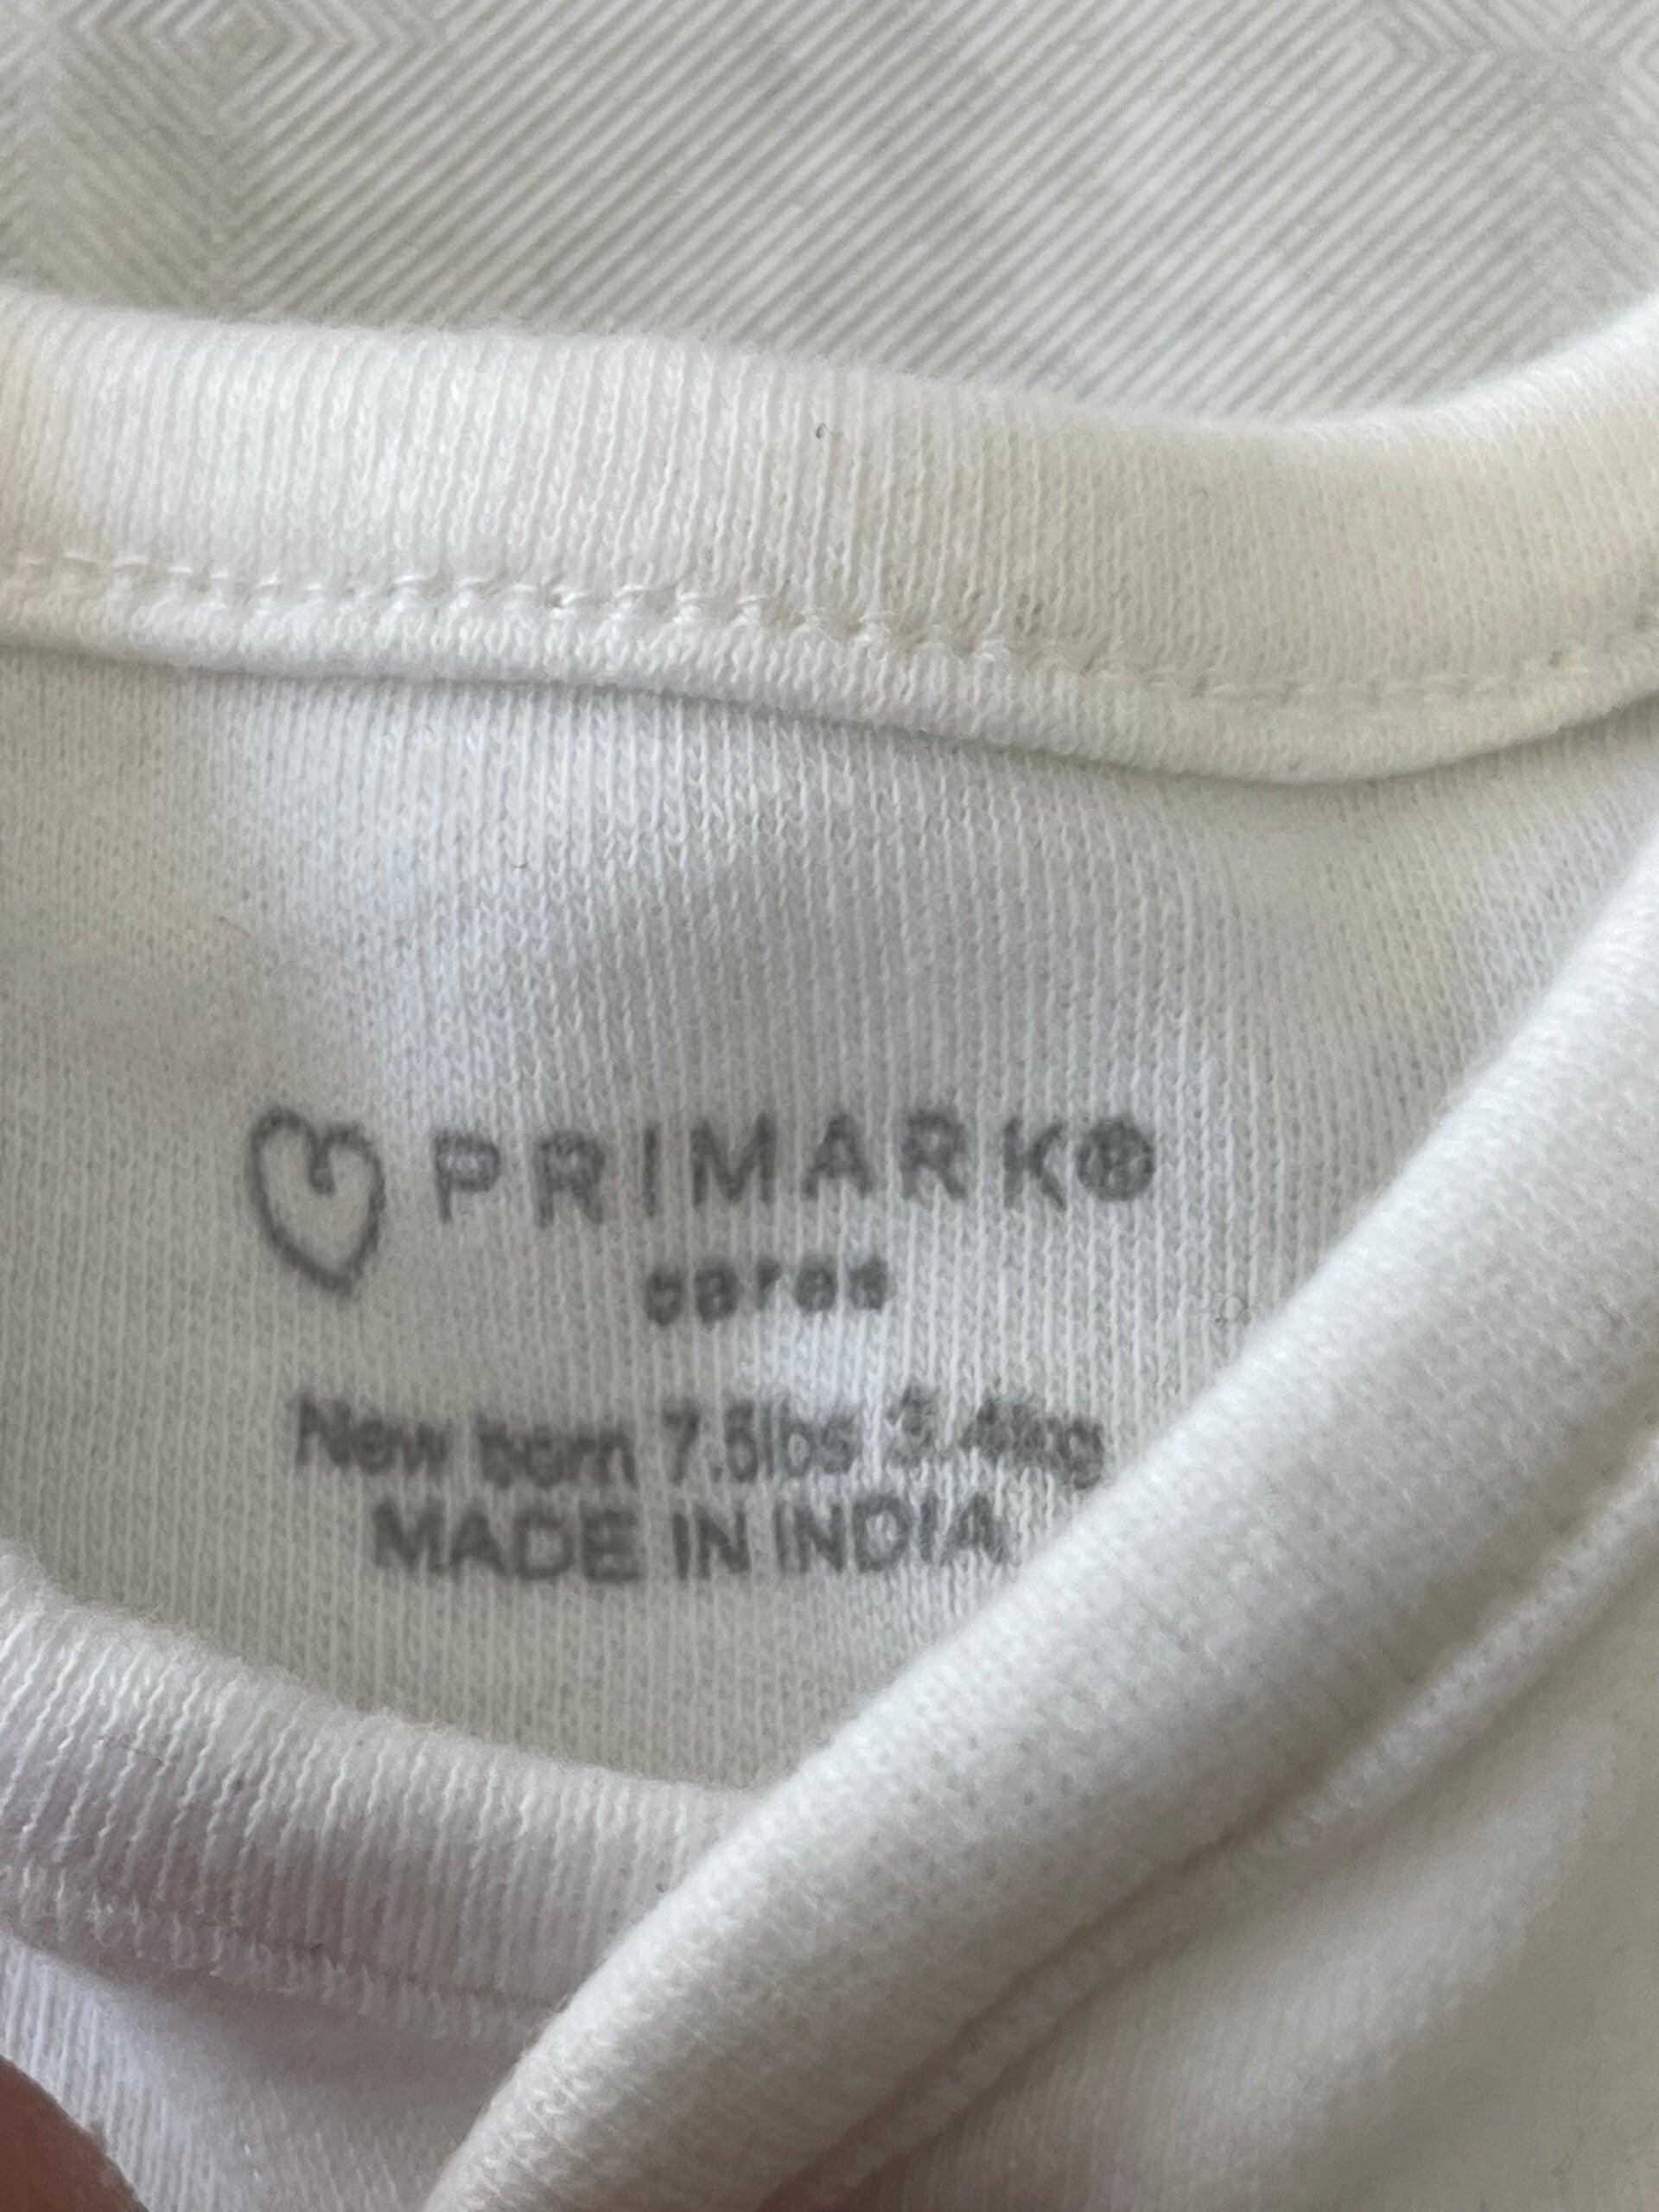 PRIMARK®
cares
New born 7.5lbs 3.4kg
MADE IN INDIA